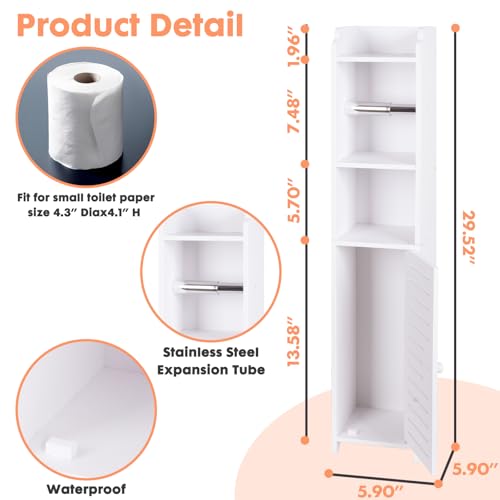 Product Detail
Fit for small toilet paper
size 4.3″ Diax4.1″ H
Stainless Steel
Expansion Tube
Waterproof
1.96″
7.48″
5.70″
13.58″
29.52″
5.90″
5.90″